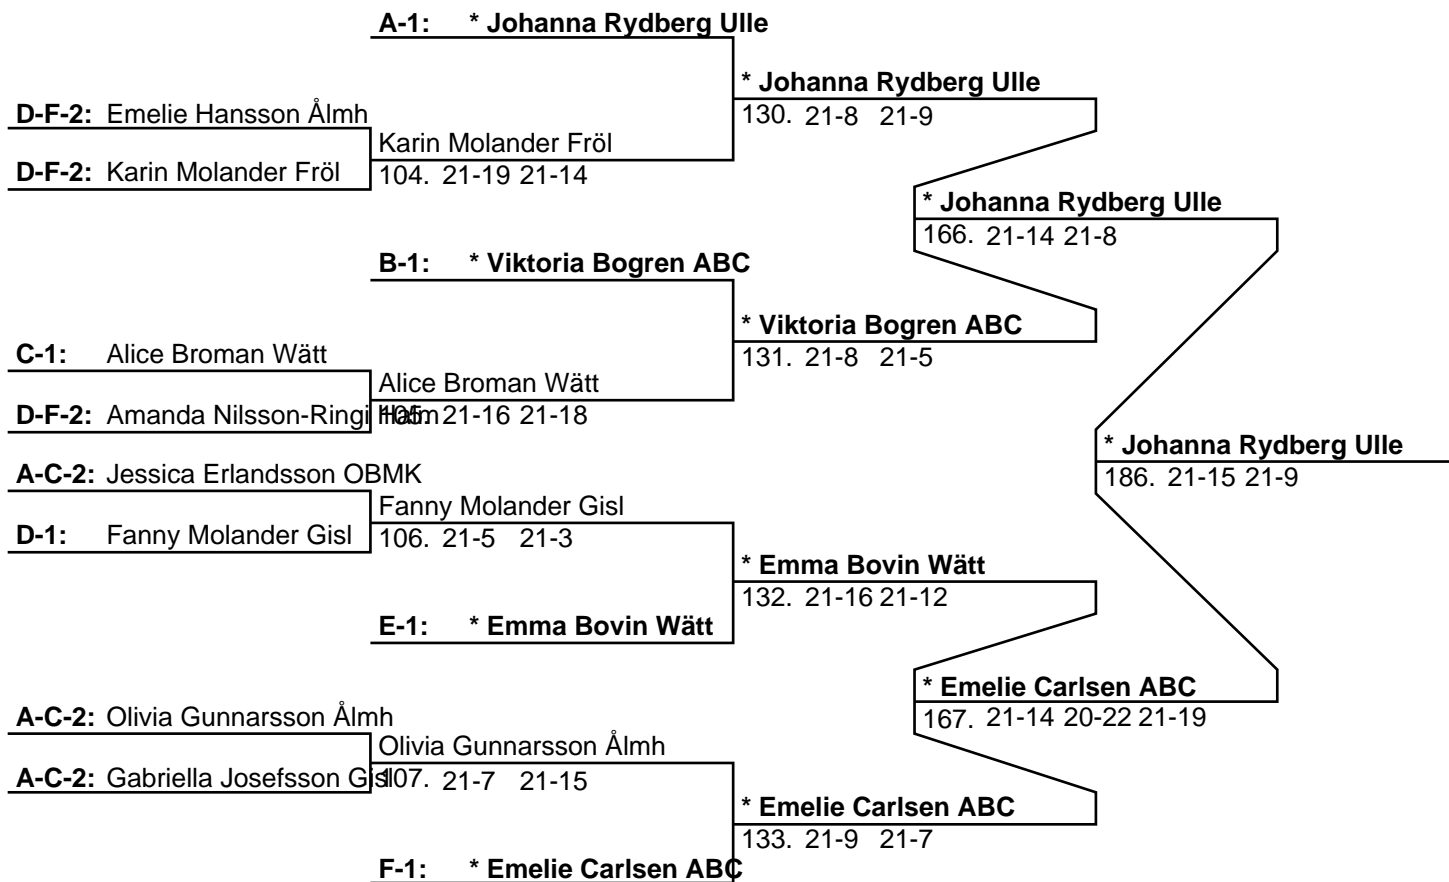 A-1: * Johanna Rydberg Ulle
* Johanna Rydberg Ulle
130. 21-8 21-9
D-F-2: Emelie Hansson Ålmh
Karin Molander Fröl
104. 21-19 21-14
D-F-2: Karin Molander Fröl
* Johanna Rydberg Ulle
166. 21-14 21-8
B-1: * Viktoria Bogren ABC
* Viktoria Bogren ABC
131. 21-8 21-5
C-1: Alice Broman Wätt
Alice Broman Wätt
105. 21-16 21-18
D-F-2: Amanda Nilsson-Ringi Halm
* Johanna Rydberg Ulle
186. 21-15 21-9
A-C-2: Jessica Erlandsson OBMK
Fanny Molander Gisl
106. 21-5 21-3
D-1: Fanny Molander Gisl
* Emma Bovin Wätt
132. 21-16 21-12
E-1: * Emma Bovin Wätt
* Emelie Carlsen ABC
167. 21-14 20-22 21-19
A-C-2: Olivia Gunnarsson Ålmh
Olivia Gunnarsson Ålmh
107. 21-7 21-15
A-C-2: Gabriella Josefsson Gisl
* Emelie Carlsen ABC
133. 21-9 21-7
F-1: * Emelie Carlsen ABC